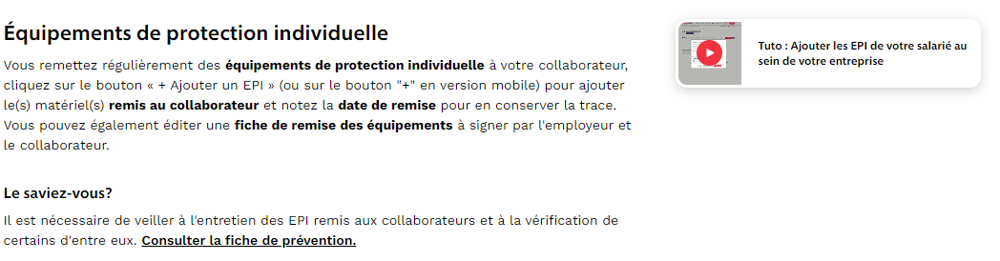 Équipements de protection individuelle
Vous remettez régulièrement des équipements de protection individuelle à votre collaborateur,
cliquez sur le bouton « + Ajouter un EPI » (ou sur le bouton "+" en version mobile) pour ajouter
le(s) matériel(s) remis au collaborateur et notez la date de remise pour en conserver la trace.
Vous pouvez également éditer une fiche de remise des équipements à signer par l'employeur et
le collaborateur.
Le saviez-vous?
Il est nécessaire de veiller à l'entretien des EPI remis aux collaborateurs et à la vérification de
certains d'entre eux. Consulter la fiche de prévention.
Tuto : Ajouter les EPI de votre salarié au
sein de votre entreprise